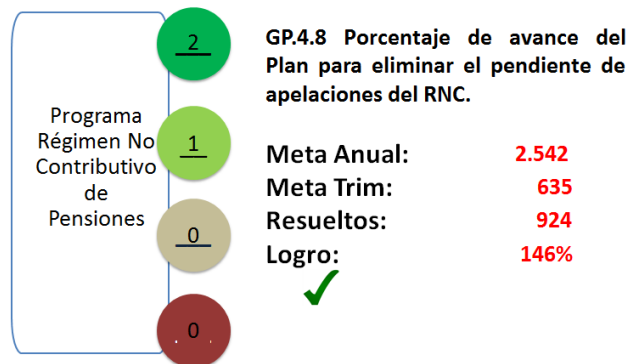 Programa
Régimen No
Contributivo
de
Pensiones
2
1
0
0
GP.4.8 Porcentaje de avance del
Plan para eliminar el pendiente de
apelaciones del RNC.
Meta Anual: 2.542
Meta Trim: 635
Resueltos: 924
Logro: 146%